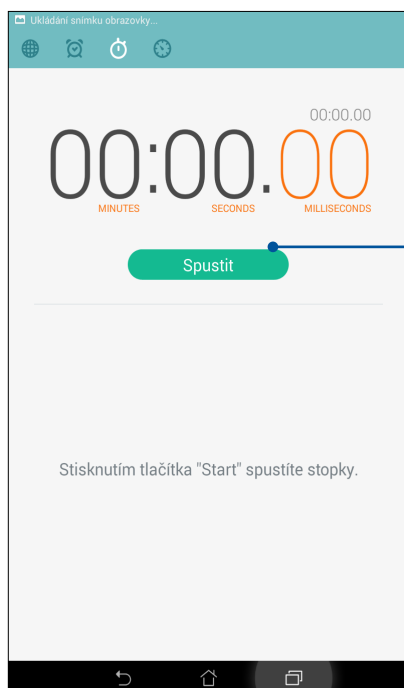 Ukládání snímku obrazovky...
00:00.00
00:00.00
MINUTES SECONDS MILLISECONDS
Spustit
Stisknutím tlačítka "Start" spustíte stopky.